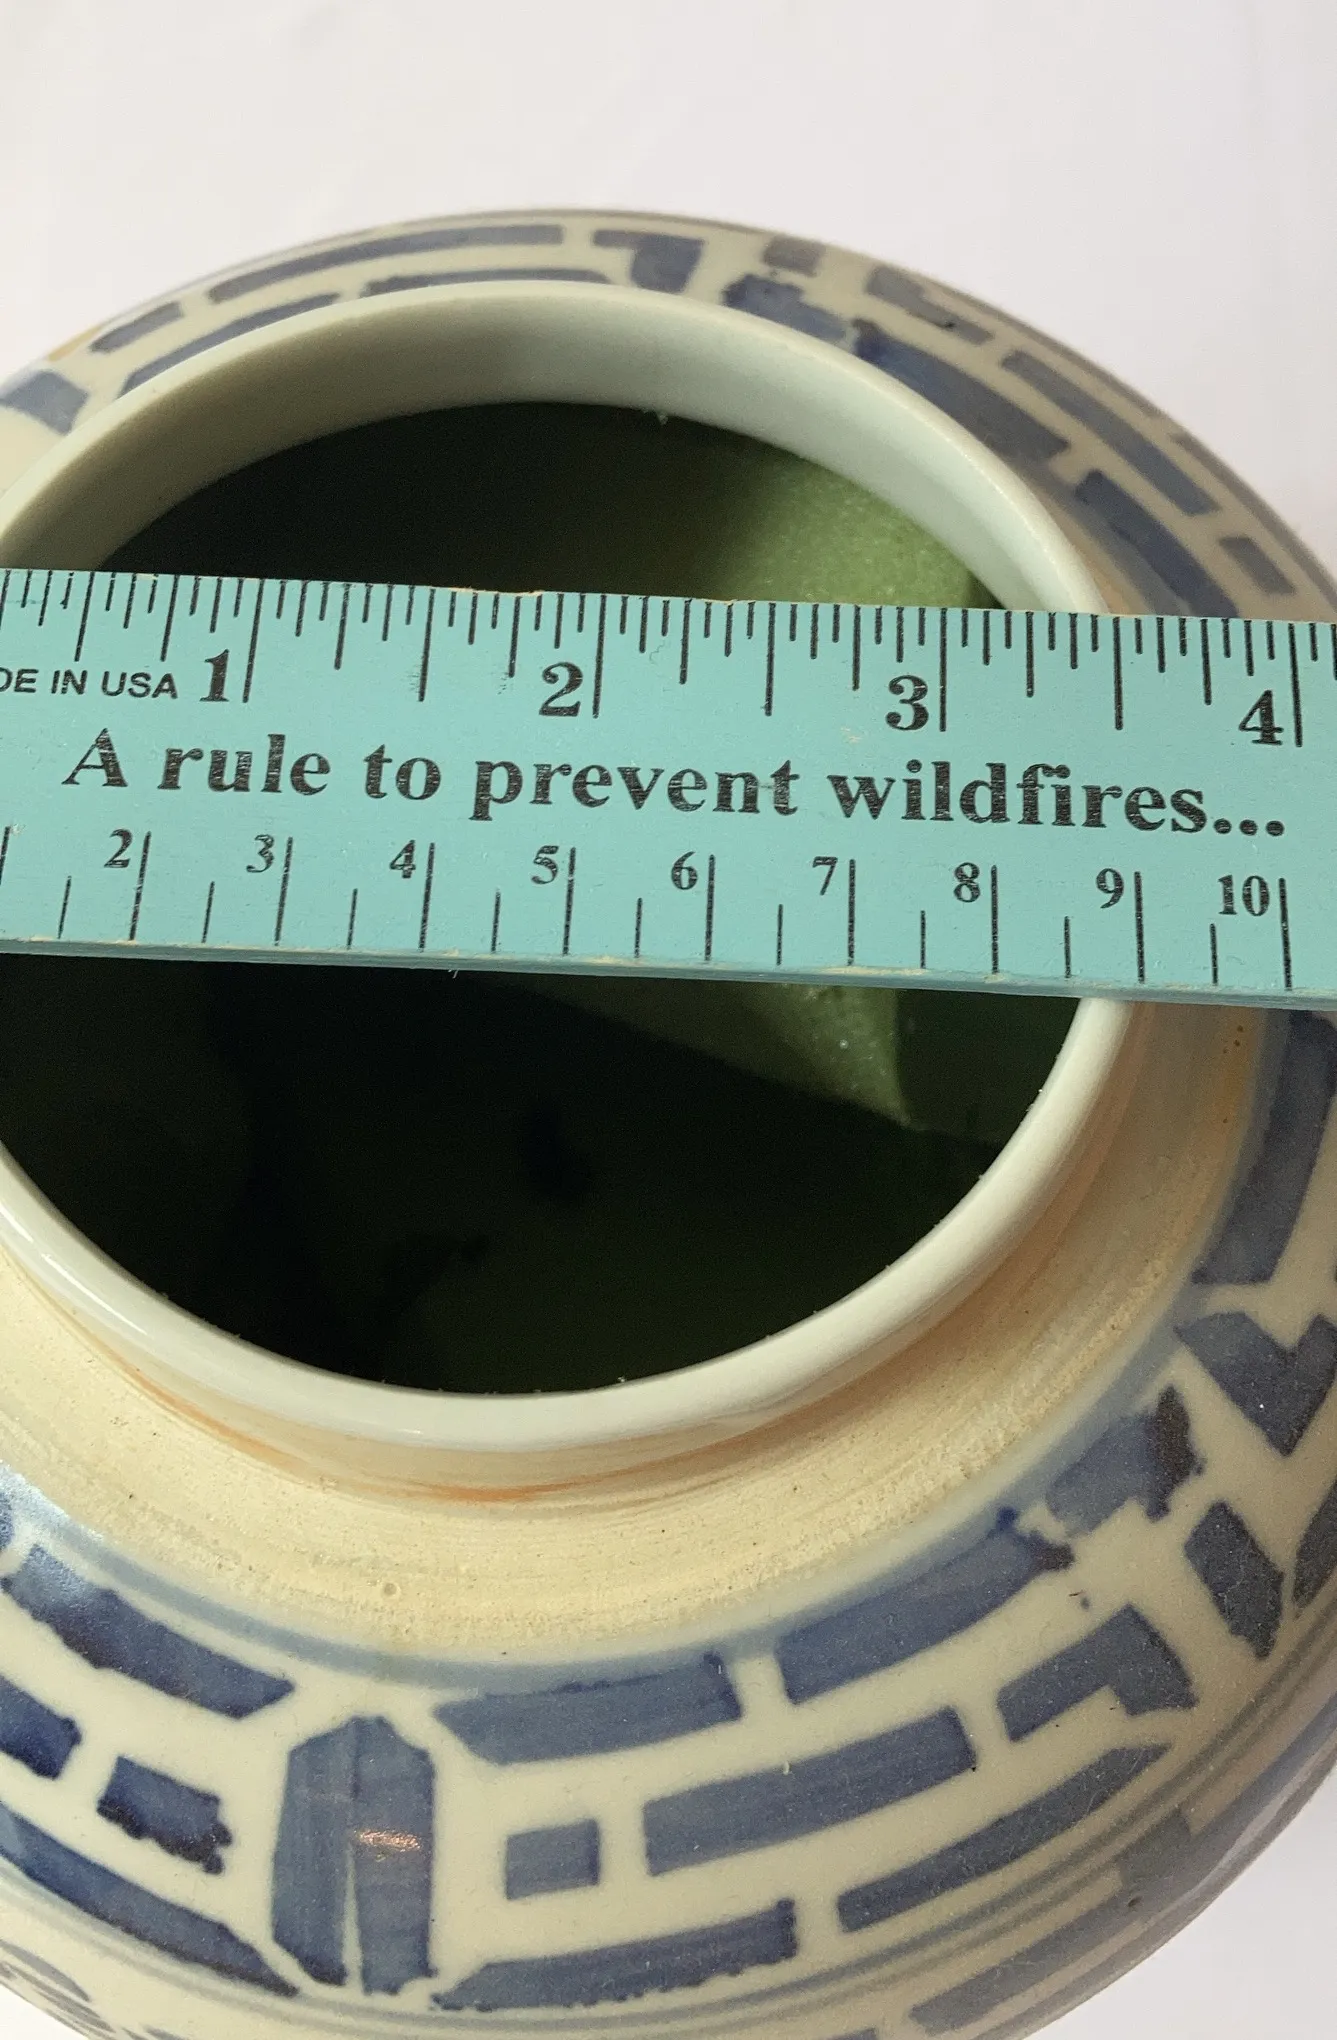 DE IN USA 1 2 3 4
A rule to prevent wildfires...
2 3 4 5 6 7 8 9 10